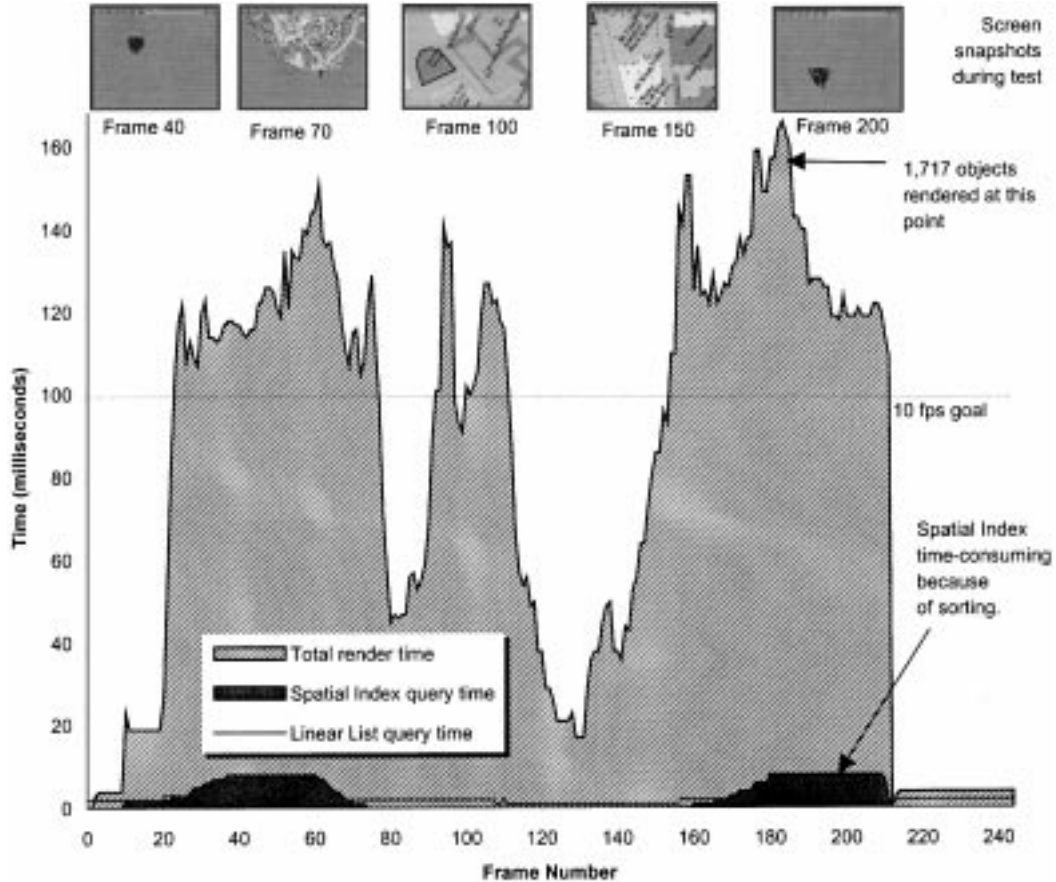 Screen
snapshots
during test
Frame 40
Frame 70
Frame 100
Frame 150
Frame 200
160
140
120
100
80
60
40
20
0
Time (milliseconds)
1,717 objects
rendered at this
point
10 fps goal
Spatial Index
time-consuming
because
of sorting.
Total render time
Spatial Index query time
Linear List query time
0 20 40 60 80 100 120 140 160 180 200 220 240
Frame Number